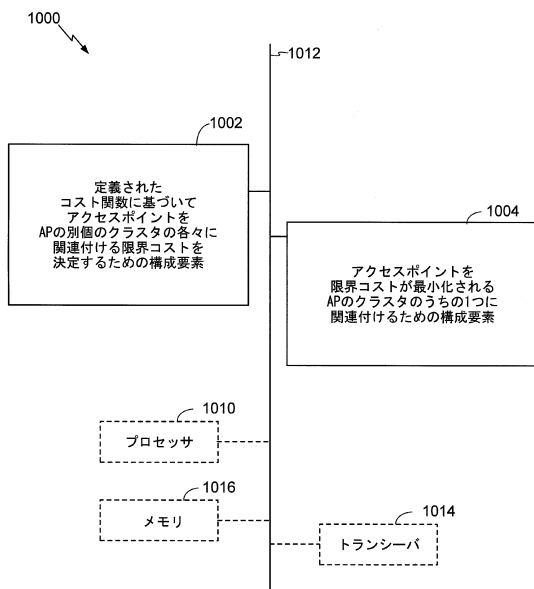 1000
1012
1002
定義された
コスト関数に基づいて
アクセスポイントを
APの別個のクラスタの各々に
関連付ける限界コストを
決定するための構成要素
1004
アクセスポイントを
限界コストが最小化される
APのクラスタのうちの1つに
関連付けるための構成要素
1010
プロセッサ
1016
メモリ
1014
トランシーバ